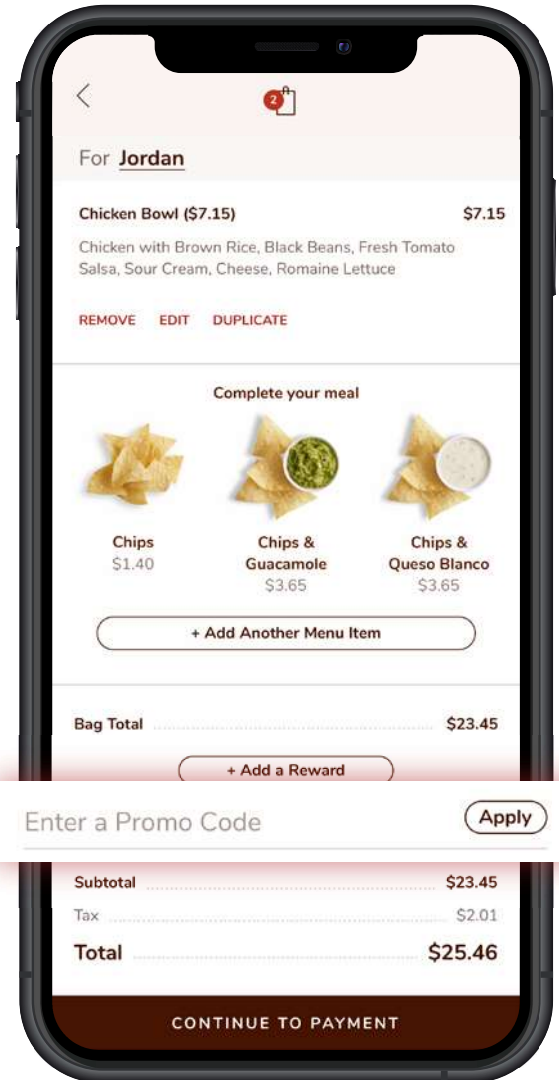 2
For Jordan
Chicken Bowl ($7.15) $7.15
Chicken with Brown Rice, Black Beans, Fresh Tomato
Salsa, Sour Cream, Cheese, Romaine Lettuce
REMOVE EDIT DUPLICATE
Complete your meal
Chips Chips & Chips &
$1.40 Guacamole Queso Blanco
$3.65 $3.65
+ Add Another Menu Item
Bag Total $23.45
+ Add a Reward
Enter a Promo Code Apply
Subtotal $23.45
Tax $2.01
Total $25.46
CONTINUE TO PAYMENT